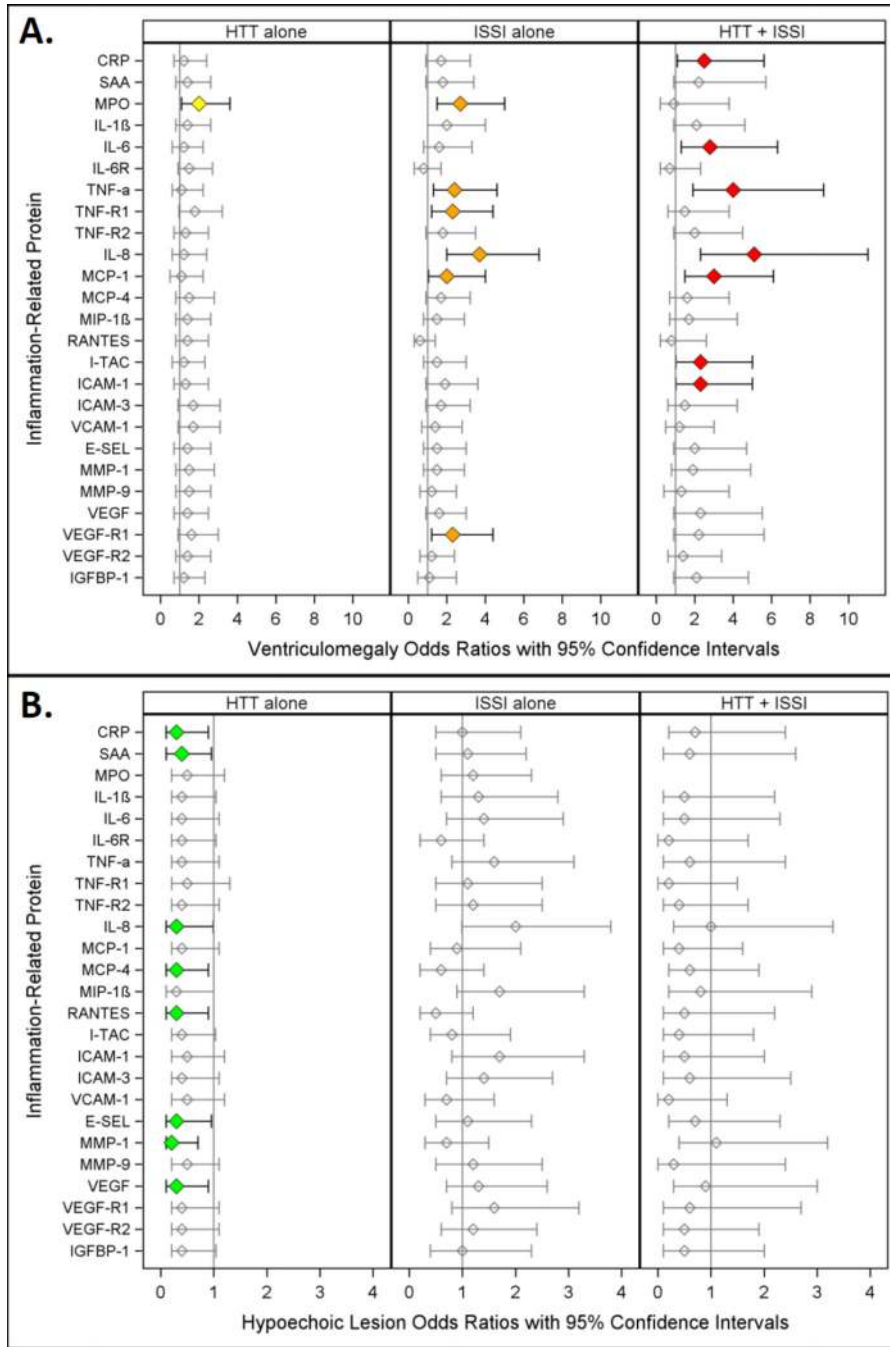 A.
HTT alone ISSI alone HTT + ISSI
Inflammation-Related Protein
CRP
SAA
MPO
IL-1ß
IL-6
IL-6R
TNF-a
TNF-R1
TNF-R2
IL-8
MCP-1
MCP-4
MIP-1ß
RANTES
I-TAC
ICAM-1
ICAM-3
VCAM-1
E-SEL
MMP-1
MMP-9
VEGF
VEGF-R1
VEGF-R2
IGFBP-1
0 2 4 6 8 10 0 2 4 6 8 10 0 2 4 6 8 10
Ventriculomegaly Odds Ratios with 95% Confidence Intervals
B.
HTT alone ISSI alone HTT + ISSI
Inflammation-Related Protein
CRP
SAA
MPO
IL-1ß
IL-6
IL-6R
TNF-a
TNF-R1
TNF-R2
IL-8
MCP-1
MCP-4
MIP-1ß
RANTES
I-TAC
ICAM-1
ICAM-3
VCAM-1
E-SEL
MMP-1
MMP-9
VEGF
VEGF-R1
VEGF-R2
IGFBP-1
0 1 2 3 4 0 1 2 3 4 0 1 2 3 4
Hypoechoic Lesion Odds Ratios with 95% Confidence Intervals